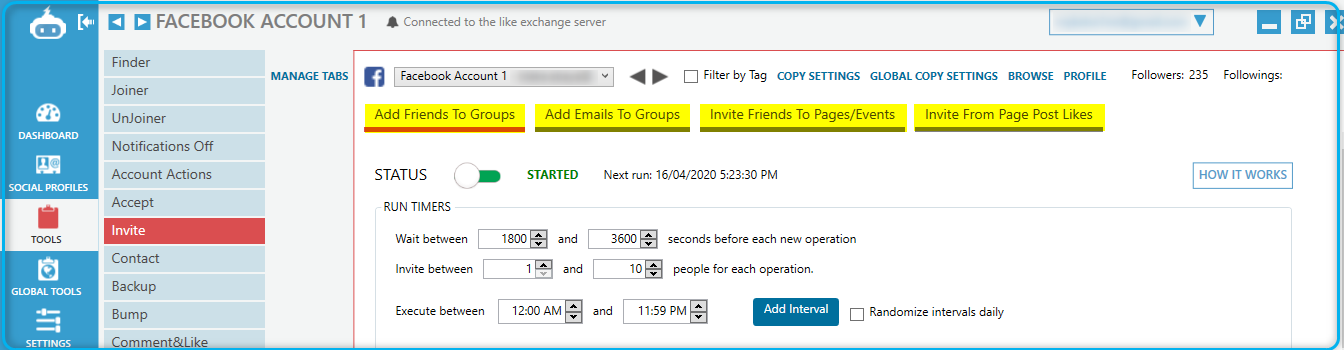 FACEBOOK ACCOUNT 1 Connected to the like exchange server
DASHBOARD
SOCIAL PROFILES
TOOLS
GLOBAL TOOLS
SETTINGS
Finder
Joiner
UnJoiner
Notifications Off
Account Actions
Accept
Invite
Contact
Backup
Bump
Comment&Like
MANAGE TABS
Facebook Account 1 Filter by Tag COPY SETTINGS GLOBAL COPY SETTINGS BROWSE PROFILE Followers: 235 Followings:
Add Friends To Groups Add Emails To Groups Invite Friends To Pages/Events Invite From Page Post Likes
STATUS STARTED Next run: 16/04/2020 5:23:30 PM HOW IT WORKS
RUN TIMERS
Wait between 1800 and 3600 seconds before each new operation
Invite between 1 and 10 people for each operation.
Execute between 12:00 AM and 11:59 PM Add Interval Randomize intervals daily